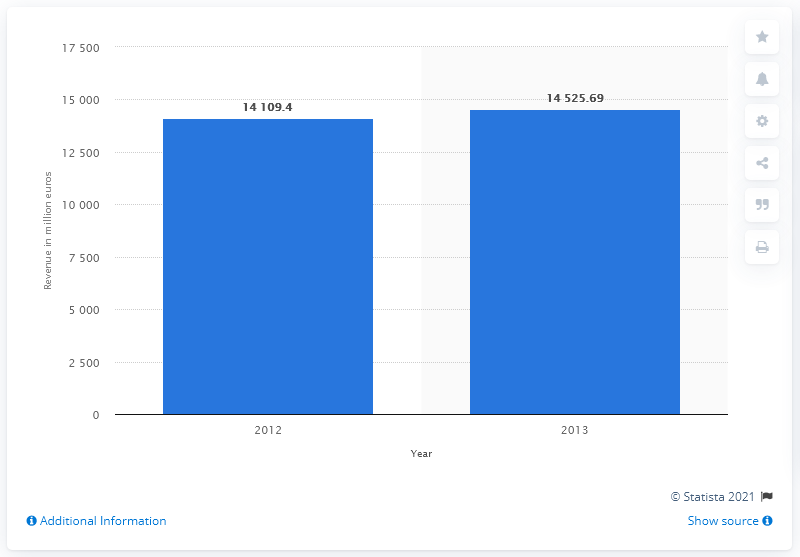 17 500
15 000
12 500
10 000
7 500
5 000
2 500
0
Revenue in million euros
14 109.4
14 525.69
2012
2013
Year
© Statista 2021
Additional Information
Show source